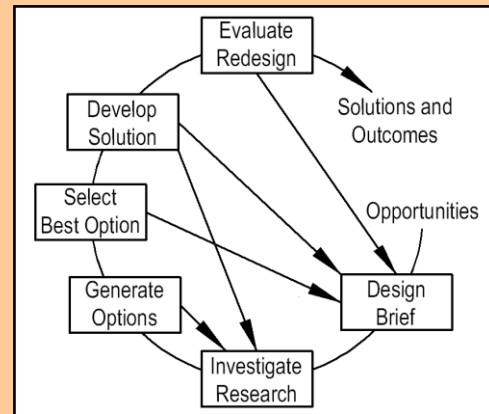 Evaluate
Redesign
Solutions and
Outcomes
Develop
Solution
Select
Best Option
Opportunities
Generate
Options
Design
Brief
Investigate
Research